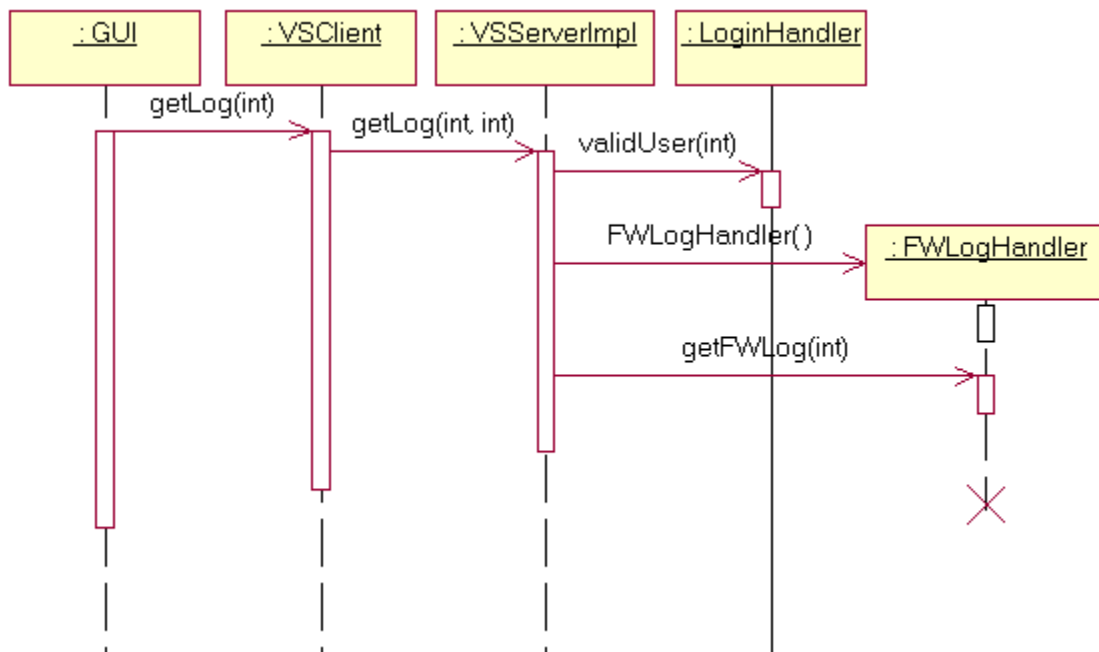 : GUI
: VSClient
: VSServerImpl
: LoginHandler
getLog(int)
getLog(int, int)
validUser(int)
FWLogHandler( )
: FWLogHandler
getFWLog(int)